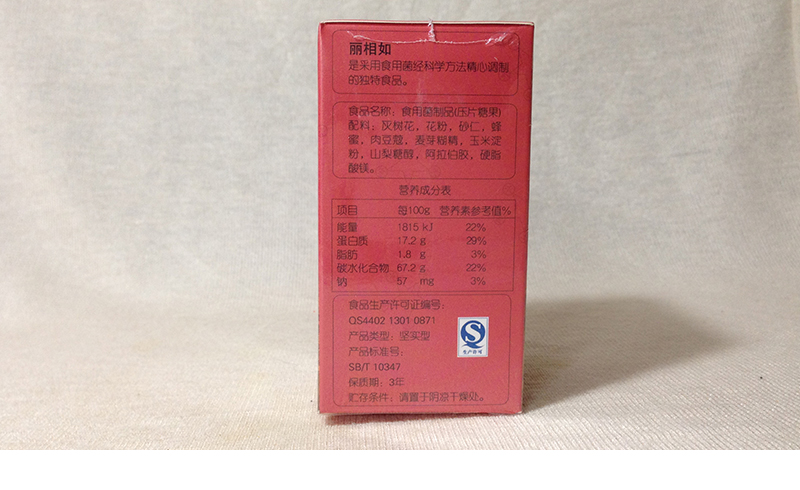 丽相如
是采用食用菌经科学方法精心调制
的独特食品。
食品名称：食用菌制品(压片糖果)
配料：灰树花，花粉，砂仁，蜂
蜜，肉豆蔻，麦芽糊精，玉米淀
粉，山梨糖醇，阿拉伯胶，硬脂
酸镁。
营养成分表
项目 每100g 营养素参考值%
能量 1815 kJ 22%
蛋白质 17.2 g 29%
脂肪 1.8 g 3%
碳水化合物 67.2 g 22%
钠 57 mg 3%
食品生产许可证编号：
QS4402 1301 0871
产品类型：坚实型
产品标准号：
SB/T 10347
保质期：3年
贮存条件：请置于阴凉干燥处。
QS
生产许可